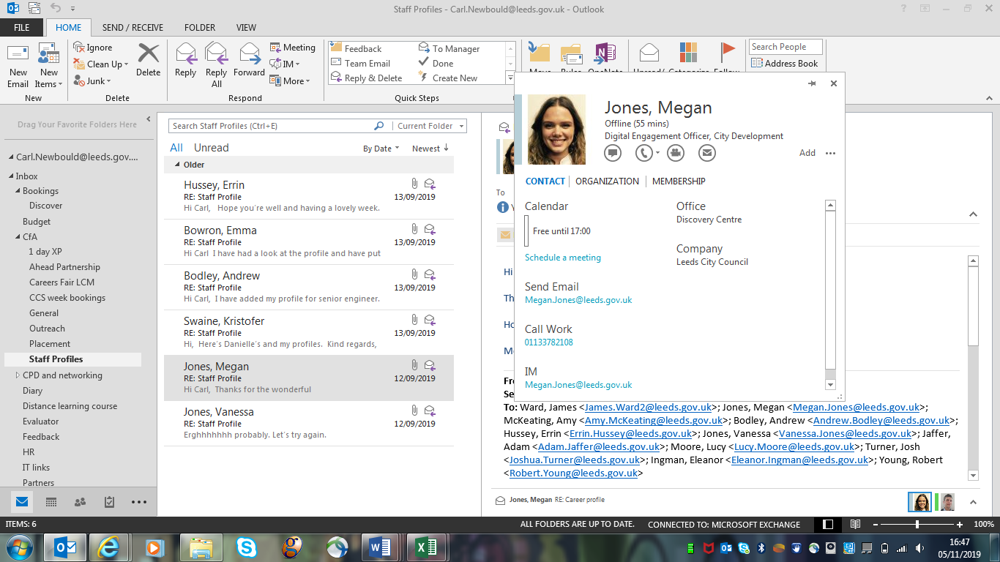 Staff Profiles - Carl.Newbould@leeds.gov.uk - Outlook
FILE HOME SEND / RECEIVE FOLDER VIEW
Ignore
Clean Up
Junk
New Email
New Items
Delete
Reply
Reply All
Forward
Meeting
IM
More
Feedback
Team Email
Reply & Delete
To Manager
Done
Create New
Move Rules OneNote Unread/ Categorize Follow
Search People
Address Book
New Delete Respond Quick Steps
Drag Your Favorite Folders Here
Carl.Newbould@leeds.gov....
Inbox
Bookings
Discover
Budget
CfA
1 day XP
Ahead Partnership
Careers Fair LCM
CCS week bookings
General
Outreach
Placement
Staff Profiles
CPD and networking
Diary
Distance learning course
Evaluator
Feedback
HR
IT links
Partners
Search Staff Profiles (Ctrl+E) Current Folder
All Unread By Date Newest
Older
Hussey, Errin
RE: Staff Profile 13/09/2019
Hi Carl, Hope you're well and having a lovely week.
Bowron, Emma
RE: Staff Profile 13/09/2019
Hi Carl I have had a look at the profile and have put
Bodley, Andrew
RE: Staff Profile 13/09/2019
Hi Carl, I have added my profile for senior engineer.
Swaine, Kristofer
RE: Staff Profile 13/09/2019
Hi, Here's Danielle's and my profiles. Kind regards,
Jones, Megan
RE: Staff Profile 12/09/2019
Hi Carl, Thanks for the wonderful
Jones, Vanessa
RE: Staff Profile 12/09/2019
Erghhhhhhh probably. Let's try again.
Jones, Megan
Offline (55 mins)
Digital Engagement Officer, City Development
Add
CONTACT ORGANIZATION MEMBERSHIP
Calendar
Free until 17:00
Schedule a meeting
Send Email
Megan.Jones@leeds.gov.uk
Call Work
01133782108
IM
Megan.Jones@leeds.gov.uk
Office
Discovery Centre
Company
Leeds City Council
To
Hi
Th
Ho
Me
Fr
Se
To: Ward, James <James.Ward2@leeds.gov.uk>; Jones, Megan <Megan.Jones@leeds.gov.uk>;
McKeating, Amy <Amy.McKeating@leeds.gov.uk>; Bodley, Andrew <Andrew.Bodley@leeds.gov.uk>;
Hussey, Errin <Errin.Hussey@leeds.gov.uk>; Jones, Vanessa <Vanessa.Jones@leeds.gov.uk>; Jaffer,
Adam <Adam.Jaffer@leeds.gov.uk>; Moore, Lucy <Lucy.Moore@leeds.gov.uk>; Turner, Josh
<Joshua.Turner@leeds.gov.uk>; Ingman, Eleanor <Eleanor.Ingman@leeds.gov.uk>; Young, Robert
<Robert.Young@leeds.gov.uk>
Jones, Megan RE: Career profile
ITEMS: 6 ALL FOLDERS ARE UP TO DATE. CONNECTED TO: MICROSOFT EXCHANGE 100%
16:47
05/11/2019